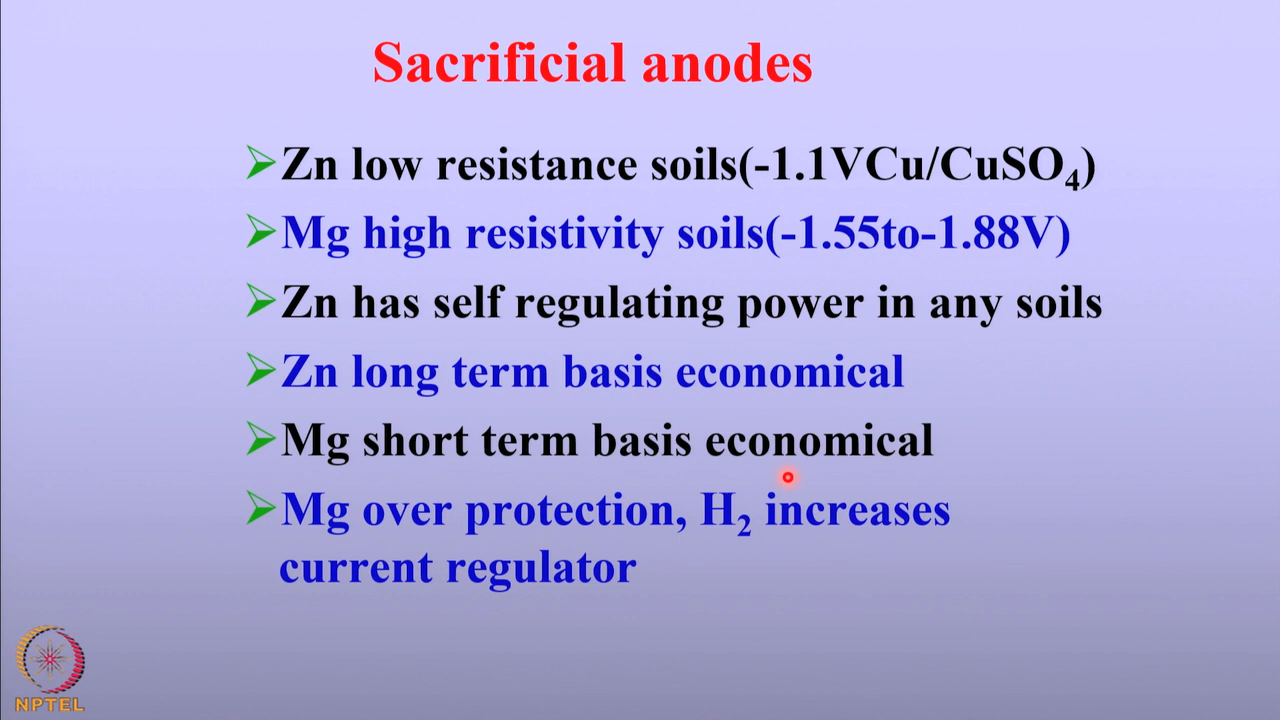 Sacrificial anodes
➢Zn low resistance soils(-1.1VCu/CuSO₄)
➢Mg high resistivity soils(-1.55to-1.88V)
➢Zn has self regulating power in any soils
➢Zn long term basis economical
➢Mg short term basis economical
➢Mg over protection, H₂ increases
current regulator
NPTEL